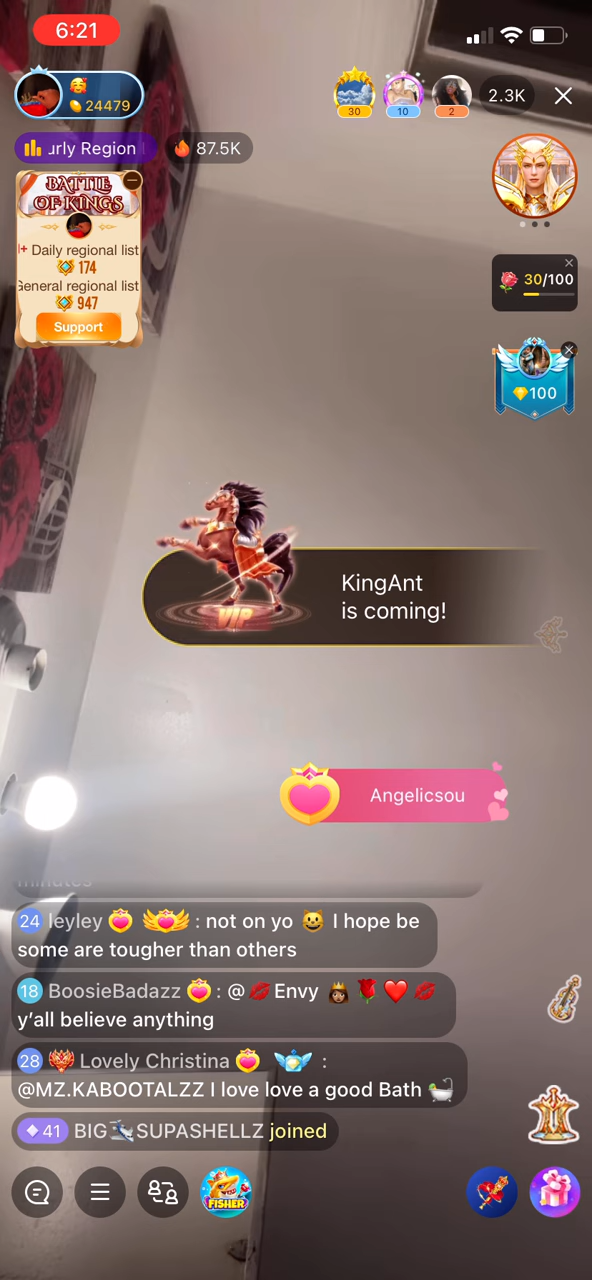 6:21
24479
30
10
2
2.3K
urly Region
87.5K
BATTLE
OF KINGS
Daily regional list
174
General regional list
947
Support
30/100
100
VIP
KingAnt
is coming!
Angelicsou
minutes
24 leyley : not on yo 😺 I hope be
some are tougher than others
18 BoosieBadazz : @💋Envy 👸🏽🌹❤️💋
y'all believe anything
28 Lovely Christina :
@MZ.KABOOTALZZ I love love a good Bath 🛀
41 BIG SUPASHELLZ joined
FISHER